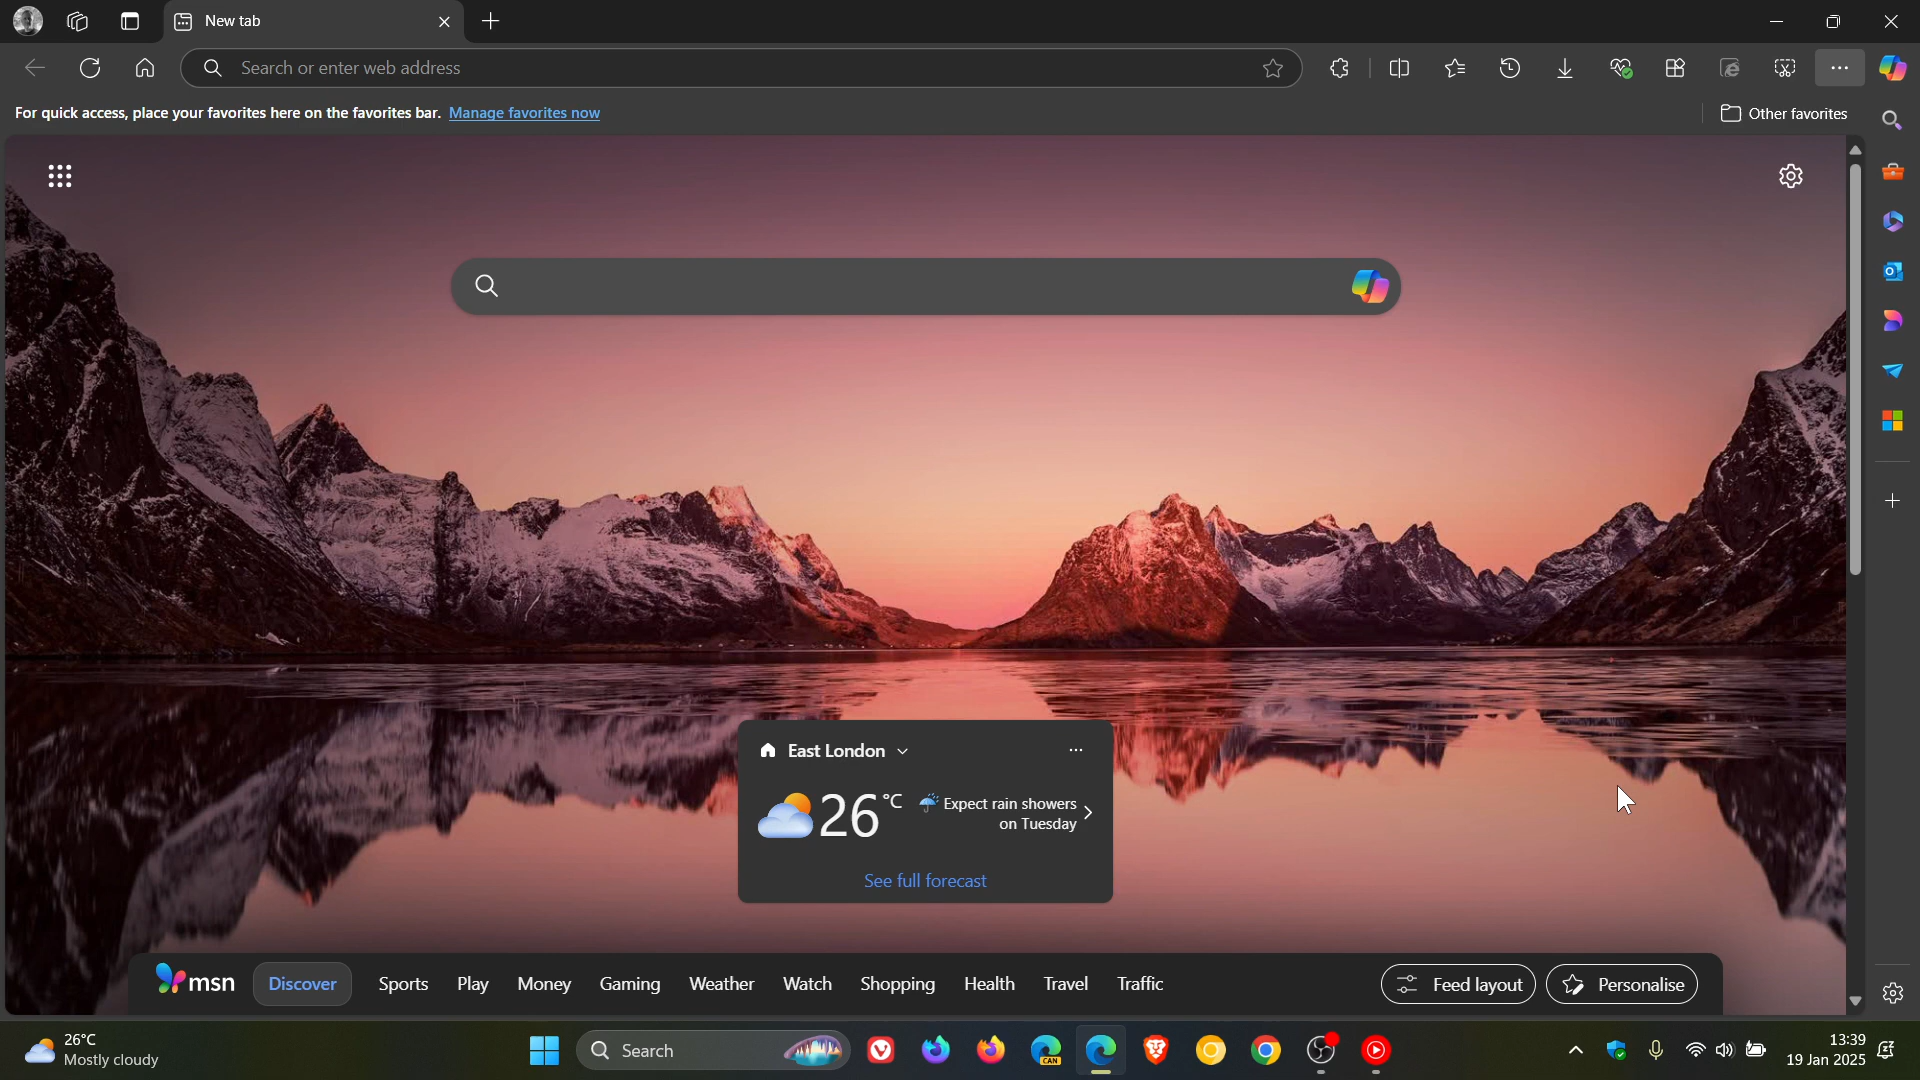 New tab
Search or enter web address
For quick access, place your favorites here on the favorites bar. Manage favorites now
Other favorites
East London
26°C
Expect rain showers
on Tuesday
See full forecast
msn Discover Sports Play Money Gaming Weather Watch Shopping Health Travel Traffic Feed layout Personalise
26°C
Mostly cloudy
Search
CAN
13:39
19 Jan 2025